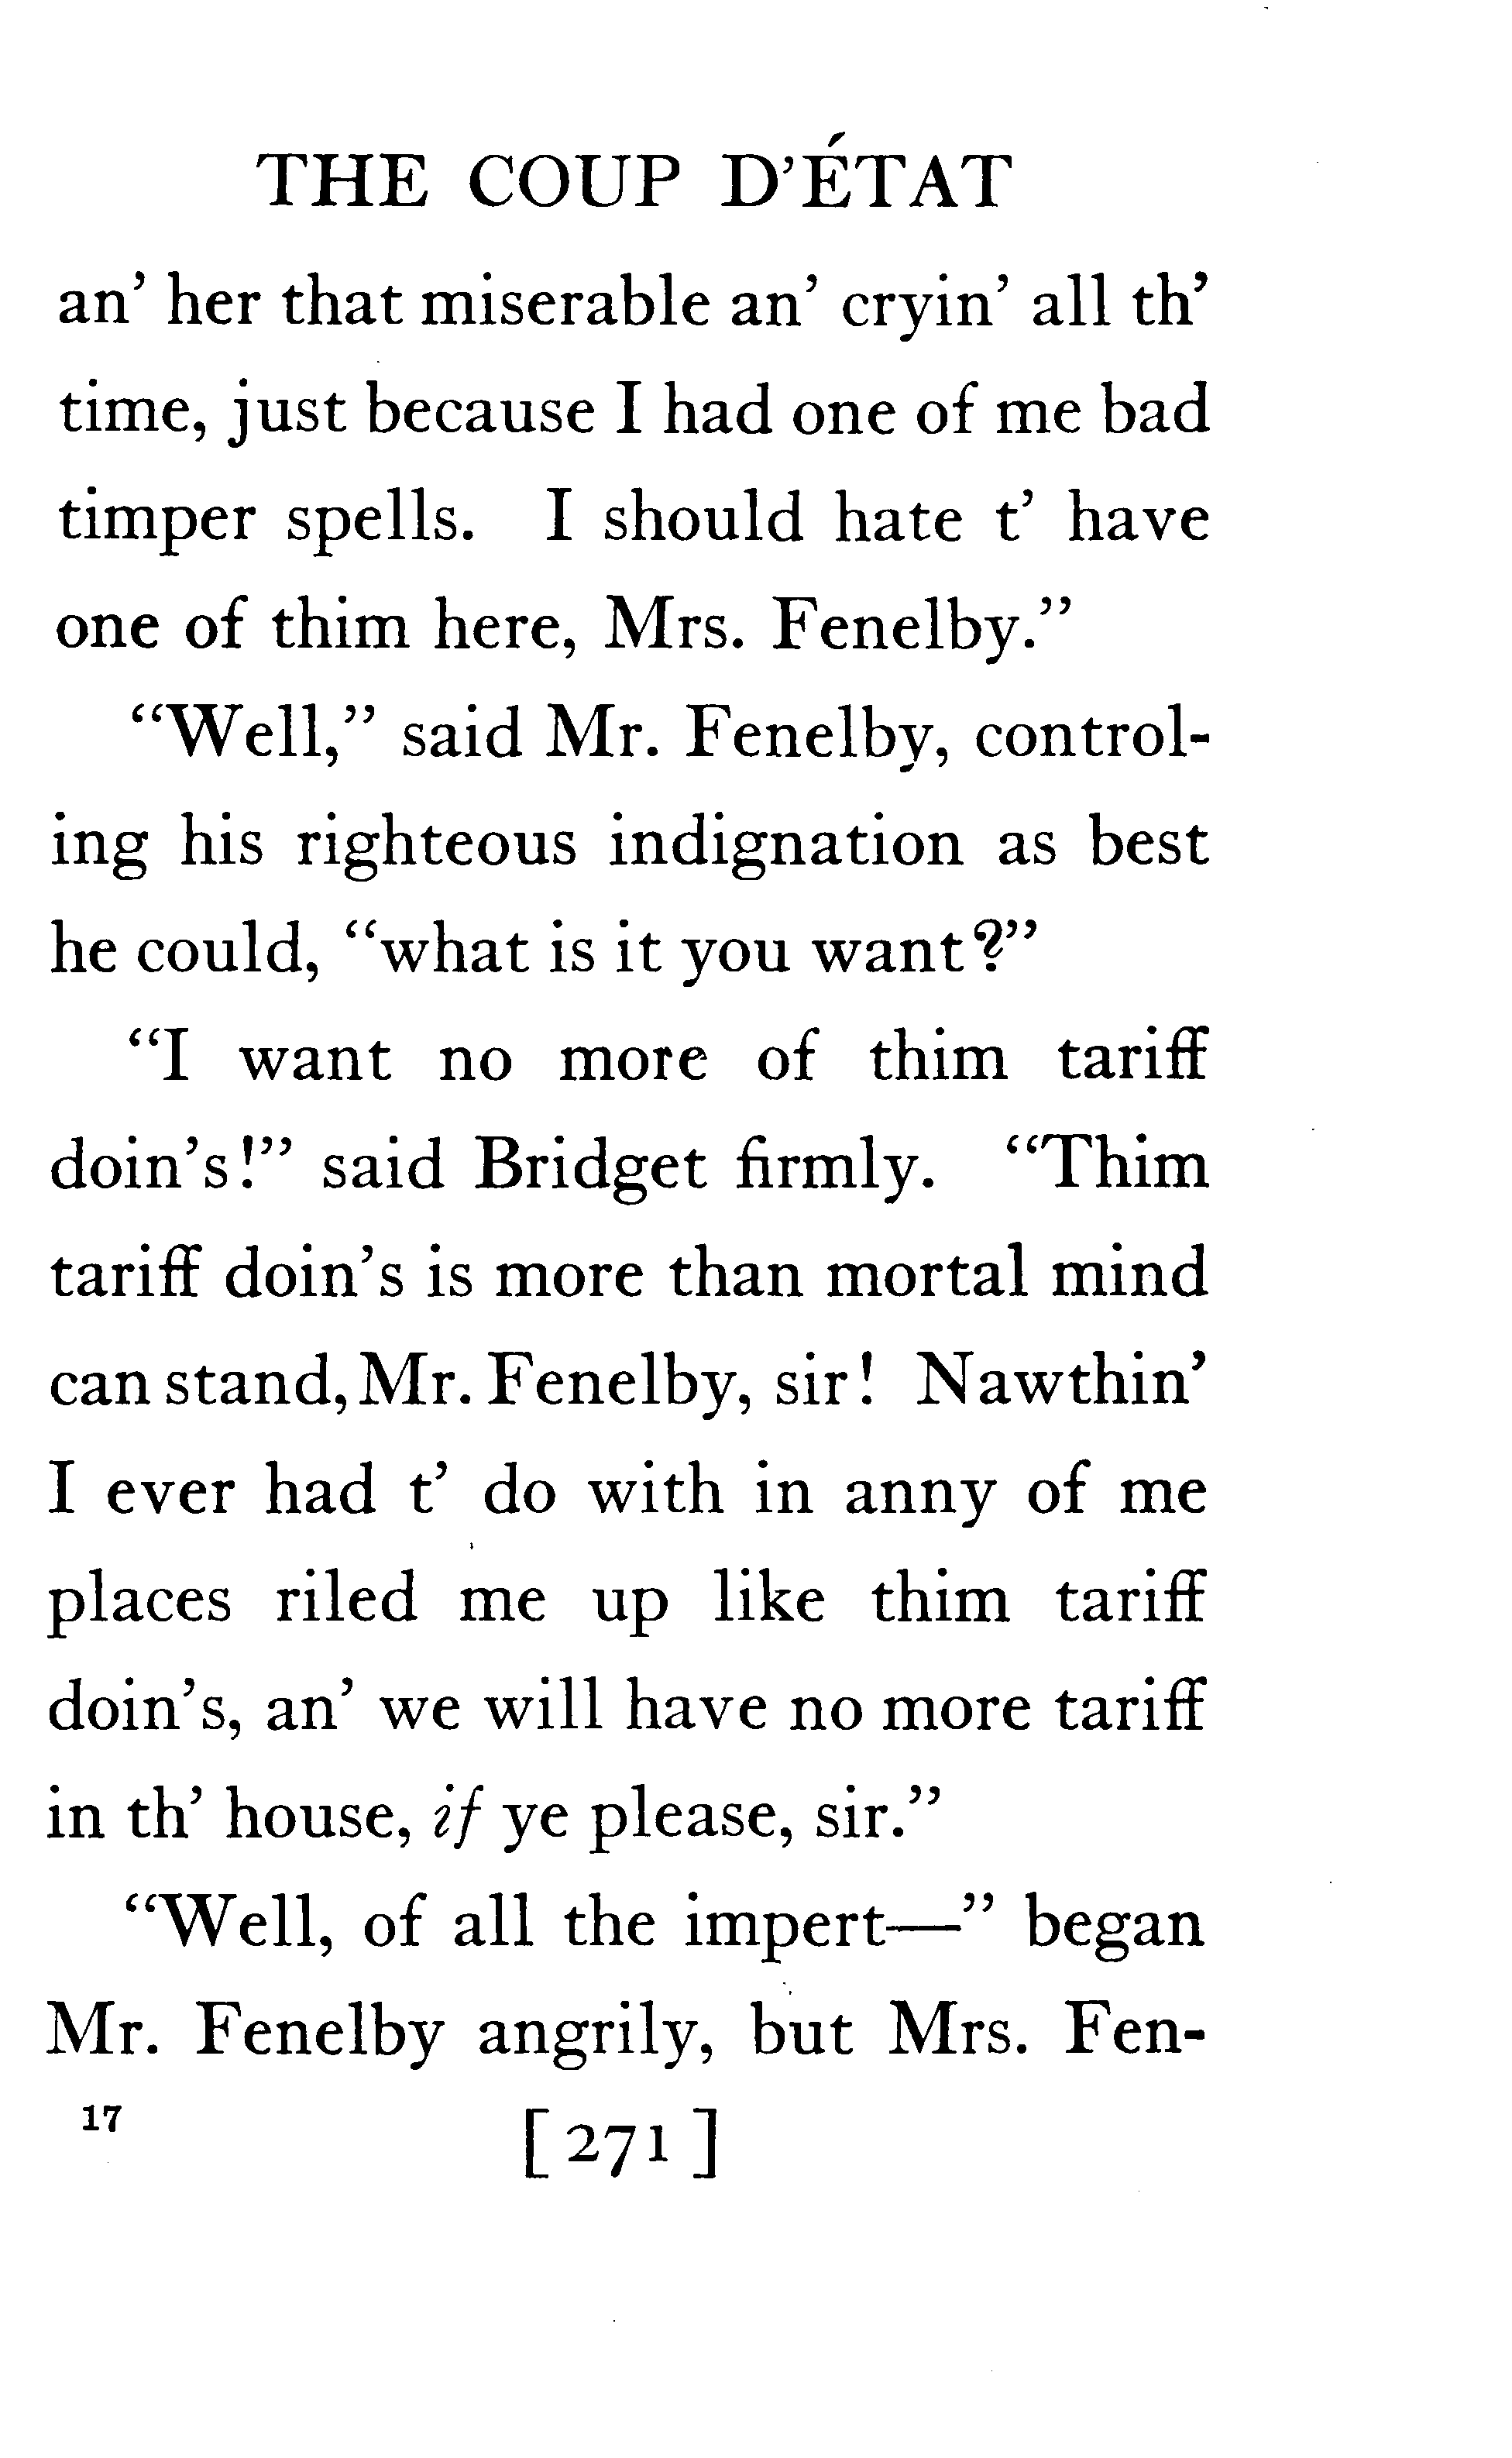 THE COUP D'ÉTAT
an' her that miserable an' cryin' all th'
time, just because I had one of me bad
timper spells. I should hate t' have
one of thim here, Mrs. Fenelby."
"Well," said Mr. Fenelby, control-
ing his righteous indignation as best
he could, "what is it you want?"
"I want no more of thim tariff
doin's!" said Bridget firmly. "Thim
tariff doin's is more than mortal mind
can stand, Mr. Fenelby, sir! Nawthin'
I ever had t' do with in anny of me
places riled me up like thim tariff
doin's, an' we will have no more tariff
in th' house, if ye please, sir."
"Well, of all the impert—" began
Mr. Fenelby angrily, but Mrs. Fen-
17 [271]